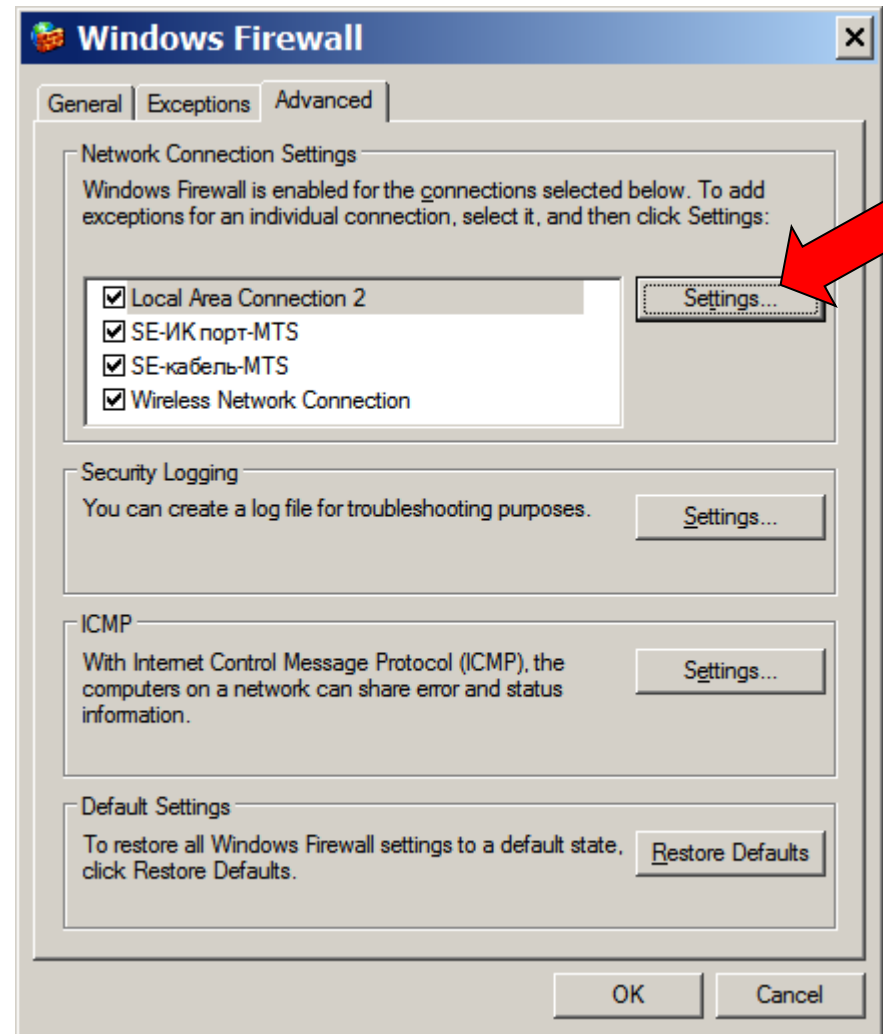 Windows Firewall
General
Exceptions
Advanced
Network Connection Settings
Windows Firewall is enabled for the connections selected below. To add
exceptions for an individual connection, select it, and then click Settings:
Local Area Connection 2
Settings...
SE-ИК порт-MTS
SE-кабель-MTS
Wireless Network Connection
Security Logging
You can create a log file for troubleshooting purposes.
Settings...
ICMP
With Internet Control Message Protocol (ICMP), the
computers on a network can share error and status
information.
Settings...
Default Settings
To restore all Windows Firewall settings to a default state,
click Restore Defaults.
Restore Defaults
OK
Cancel